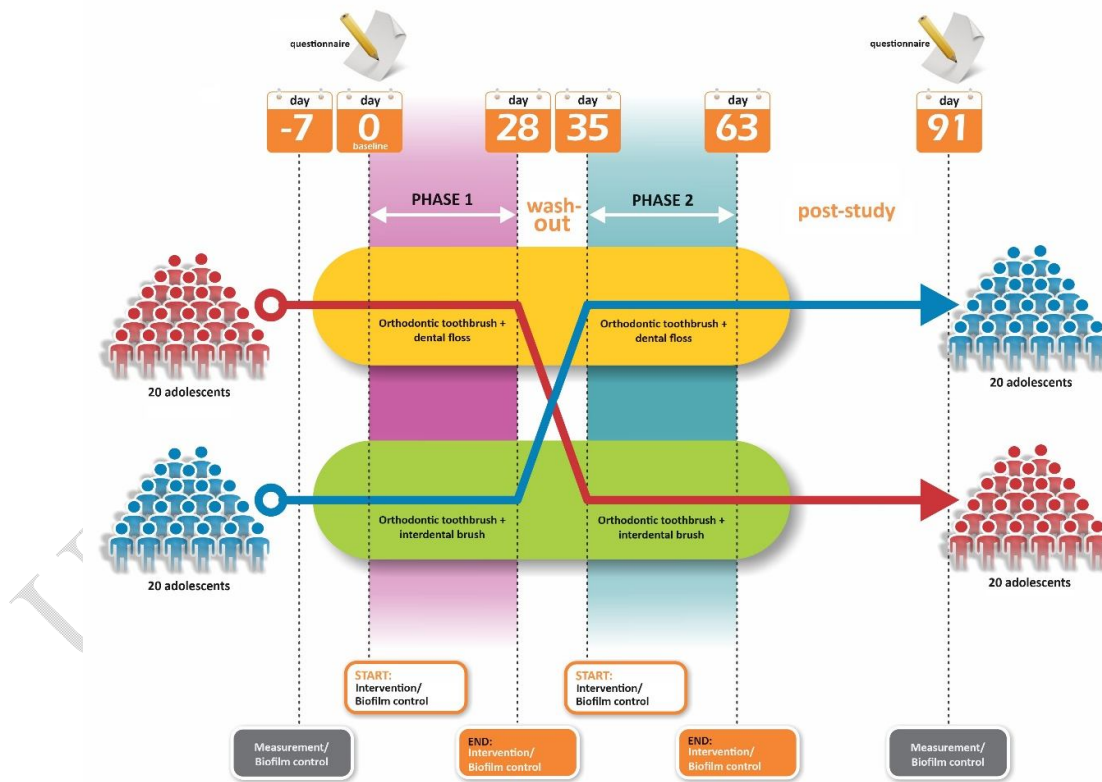 questionnaire
questionnaire
day
-7
day
0
baseline
day
28
day
35
day
63
day
91
PHASE 1
wash-
out
PHASE 2
post-study
Orthodontic toothbrush +
dental floss
Orthodontic toothbrush +
dental floss
20 adolescents
20 adolescents
Orthodontic toothbrush +
interdental brush
Orthodontic toothbrush +
interdental brush
20 adolescents
20 adolescents
START:
Intervention/
Biofilm control
START:
Intervention/
Biofilm control
Measurement/
Biofilm control
END:
Intervention/
Biofilm control
END:
Intervention/
Biofilm control
Measurement/
Biofilm control